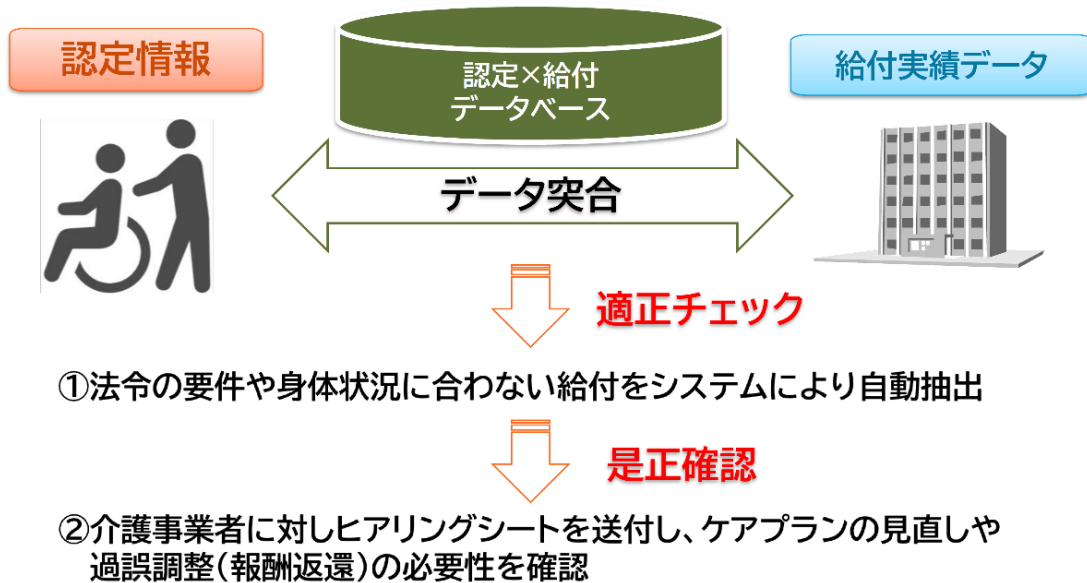 認定情報
認定×給付
データベース
給付実績データ
データ突合
適正チェック
①法令の要件や身体状況に合わない給付をシステムにより自動抽出
是正確認
②介護事業者に対しヒアリングシートを送付し、ケアプランの見直しや
過誤調整(報酬返還)の必要性を確認